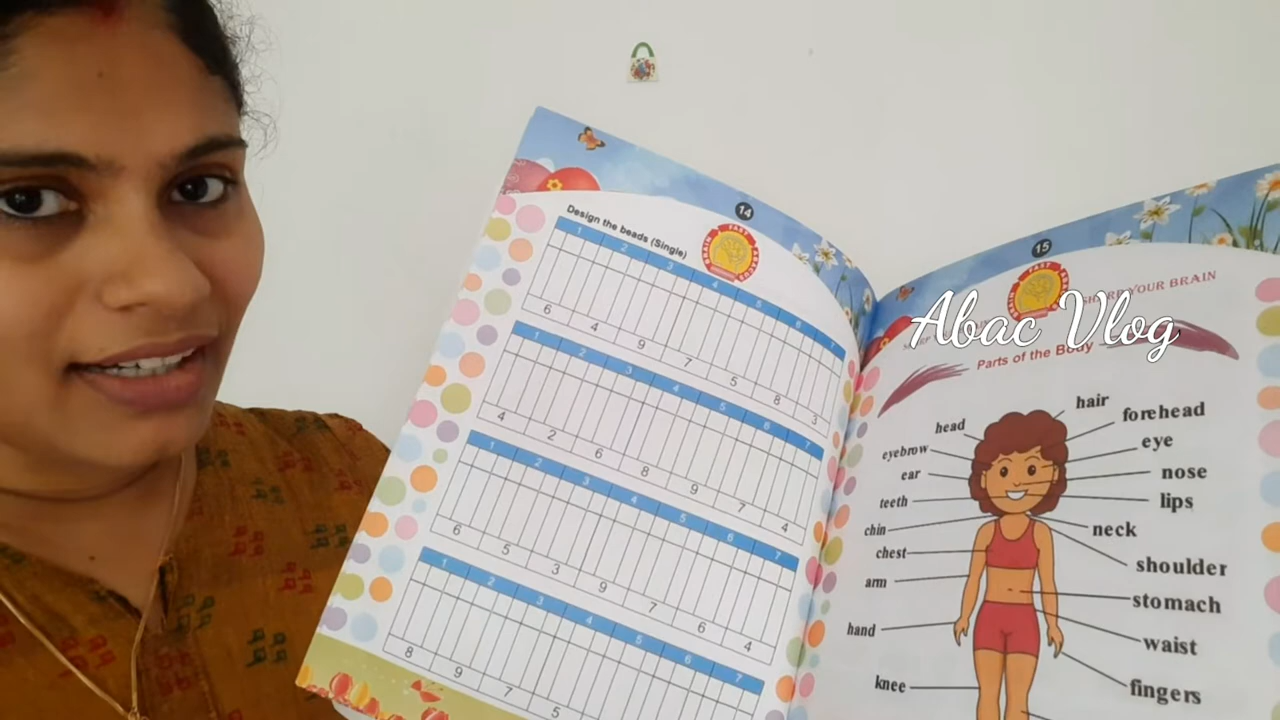 14
Design the beads (Single)
BRAIN FAST ABACUS
1 2 3 4 5 6 7
6 4 9 7 5 8 3
1 2 3 4 5 6 7
4 2 6 8 9 7 4
1 2 3 4 5 6 7
6 5 3 9 7 6 4
1 2 3 4 5 6 7
8 9 7 5
15
YOUR BRAIN
Abac Vlog
Parts of the Body
hair
head
forehead
eyebrow
eye
ear
nose
teeth
lips
chin
neck
chest
shoulder
arm
stomach
hand
waist
knee
fingers